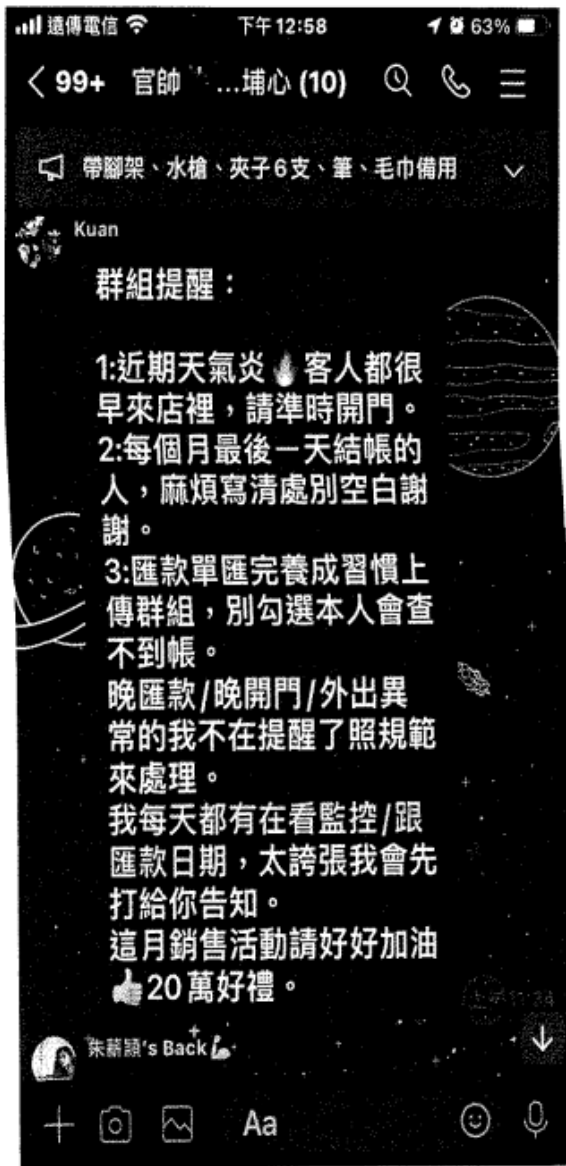 遠傳電信 下午12:58 63%
99+ 官帥 ...埔心 (10)
帶腳架、水槍、夾子6支、筆、毛巾備用
Kuan
群組提醒：
1:近期天氣炎🔥客人都很
早來店裡，請準時開門。
2:每個月最後一天結帳的
人，麻煩寫清處別空白謝
謝。
3:匯款單匯完養成習慣上
傳群組，別勾選本人會查
不到帳。
晚匯款/晚開門/外出異
常的我不在提醒了照規範
來處理。
我每天都有在看監控/跟
匯款日期，太誇張我會先
打給你告知。
這月銷售活動請好好加油
👍20萬好禮。
's Back💪
Aa